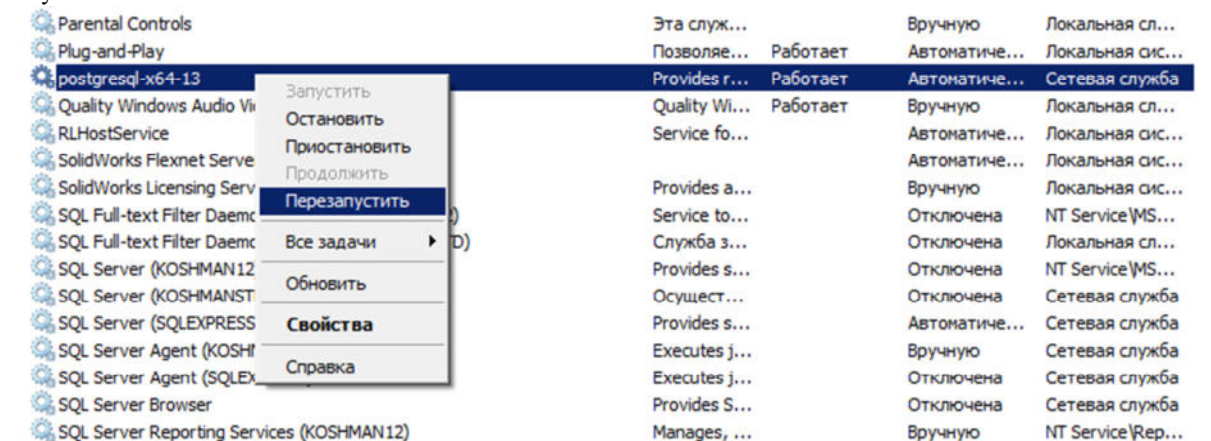 Parental Controls Эта служ... Вручную Локальная сл...
Plug-and-Play Позволяе... Работает Автоматиче... Локальная сис...
postgresql-x64-13 Provides r... Работает Автоматиче... Сетевая служба
Запустить
Quality Windows Audio Vi Quality Wi... Работает Вручную Локальная сл...
Остановить
RLHostService Service fo... Автоматиче... Локальная сис...
Приостановить
SolidWorks Flexnet Serve Автоматиче... Локальная сис...
Продолжить
SolidWorks Licensing Serv Provides a... Вручную Локальная сис...
Перезапустить
SQL Full-text Filter Daem Service to... Отключена NT Service\MS...
SQL Full-text Filter Daem Все задачи D) Служба з... Отключена Локальная сл...
SQL Server (KOSHMAN12 Provides s... Отключена NT Service\MS...
Обновить
SQL Server (KOSHMANST Осущест... Отключена Сетевая служба
SQL Server (SQLEXPRESS Свойства Provides s... Автоматиче... Сетевая служба
SQL Server Agent (KOSH Executes j... Вручную Сетевая служба
Справка
SQL Server Agent (SQLEX Executes j... Отключена Сетевая служба
SQL Server Browser Provides S... Отключена Сетевая служба
SQL Server Reporting Services (KOSHMAN12) Manages, ... Вручную NT Service\Rep...